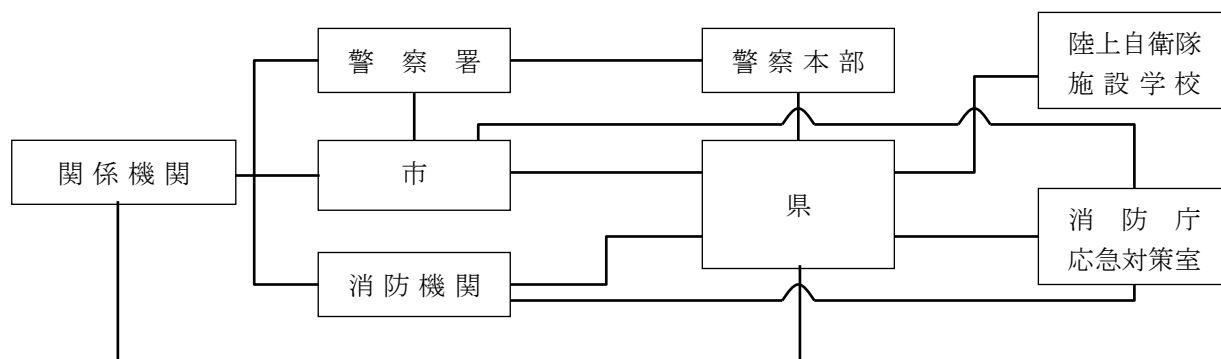 警察署
警察本部
陸上自衛隊
施設学校
関係機関
市
県
消防庁
応急対策室
消防機関